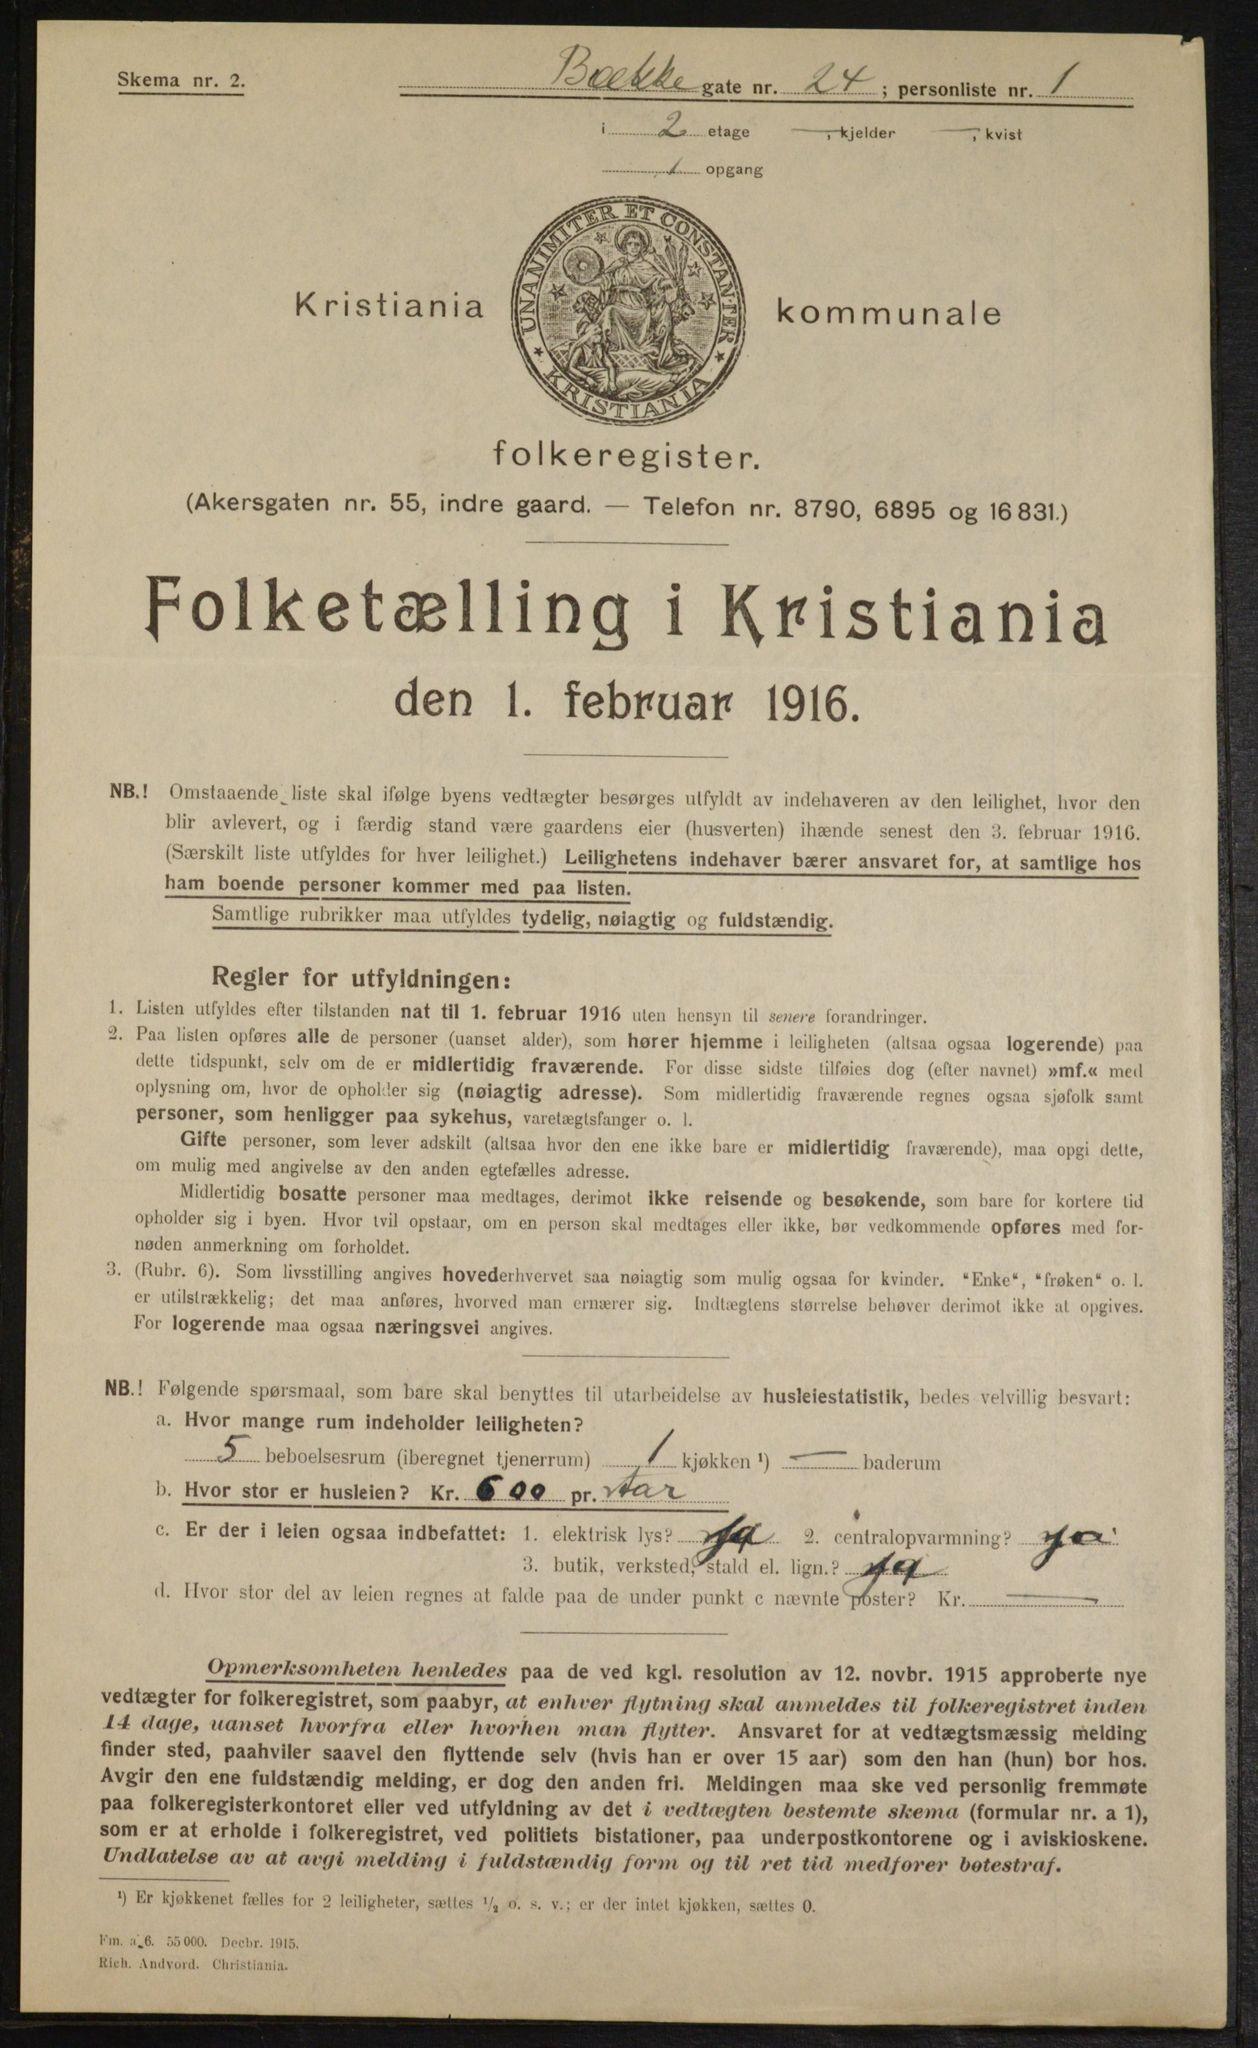 Skema nr. 2.
Bække gate nr. 24; personliste nr. 1
i 2 etage —, kjelder —, kvist
1 opgang
UNANIMITER ET CONSTANTER
KRISTIANIA
Kristiania kommunale
folkeregister.
(Akersgaten nr. 55, indre gaard. — Telefon nr. 8790, 6895 og 16 831.)
Folketælling i Kristiania
den 1. februar 1916.
NB.! Omstaaende liste skal ifølge byens vedtægter besørges utfyldt av indehaveren av den leilighet, hvor den
blir avlevert, og i færdig stand være gaardens eier (husverten) ihænde senest den 3. februar 1916.
(Særskilt liste utfyldes for hver leilighet.) Leilighetens indehaver bærer ansvaret for, at samtlige hos
ham boende personer kommer med paa listen.
Samtlige rubrikker maa utfyldes tydelig, nøiagtig og fuldstændig.
Regler for utfyldningen:
1. Listen utfyldes efter tilstanden nat til 1. februar 1916 uten hensyn til senere forandringer.
2. Paa listen opføres alle de personer (uanset alder), som hører hjemme i leiligheten (altsaa ogsaa logerende) paa
dette tidspunkt, selv om de er midlertidig fraværende. For disse sidste tilføies dog (efter navnet) »mf.« med
oplysning om, hvor de opholder sig (nøiagtig adresse). Som midlertidig fraværende regnes ogsaa sjøfolk samt
personer, som henligger paa sykehus, varetægtsfanger o. l.
Gifte personer, som lever adskilt (altsaa hvor den ene ikke bare er midlertidig fraværende), maa opgi dette,
om mulig med angivelse av den anden egtefælles adresse.
Midlertidig bosatte personer maa medtages, derimot ikke reisende og besøkende, som bare for kortere tid
opholder sig i byen. Hvor tvil opstaar, om en person skal medtages eller ikke, bør vedkommende opføres med for-
nøden anmerkning om forholdet.
3. (Rubr. 6). Som livsstilling angives hovederhvervet saa nøiagtig som mulig ogsaa for kvinder. "Enke", "frøken" o. l.
er utilstrækkelig; det maa anføres, hvorved man ernærer sig. Indtægtens størrelse behøver derimot ikke at opgives.
For logerende maa ogsaa næringsvei angives.
NB.! Følgende spørsmaal, som bare skal benyttes til utarbeidelse av husleiestatistik, bedes velvillig besvart:
a. Hvor mange rum indeholder leiligheten?
5 beboelsesrum (iberegnet tjenerrum) 1 kjøkken ¹) — baderum
b. Hvor stor er husleien? Kr. 600 pr. Aar
c. Er der i leien ogsaa indbefattet: 1. elektrisk lys? Ja 2. centralopvarmning? ja
3. butik, verksted, stald el. lign.? Ja
d. Hvor stor del av leien regnes at falde paa de under punkt c nævnte poster? Kr. —
Opmerksomheten henledes paa de ved kgl. resolution av 12. novbr. 1915 approberte nye
vedtægter for folkeregistret, som paabyr, at enhver flytning skal anmeldes til folkeregistret inden
14 dage, uanset hvorfra eller hvorhen man flytter. Ansvaret for at vedtægtsmæssig melding
finder sted, paahviler saavel den flyttende selv (hvis han er over 15 aar) som den han (hun) bor hos.
Avgir den ene fuldstændig melding, er dog den anden fri. Meldingen maa ske ved personlig fremmøte
paa folkeregisterkontoret eller ved utfyldning av det i vedtægten bestemte skema (formular nr. a 1),
som er at erholde i folkeregistret, ved politiets bistationer, paa underpostkontorene og i aviskioskene.
Undlatelse av at avgi melding i fuldstændig form og til ret tid medfører bøtestraf.
¹) Er kjøkkenet fælles for 2 leiligheter, sættes ½ o. s. v.; er der intet kjøkken, sættes 0.
Fm. a 6. 55 000. Decbr. 1915.
Rich. Andvord. Christiania.